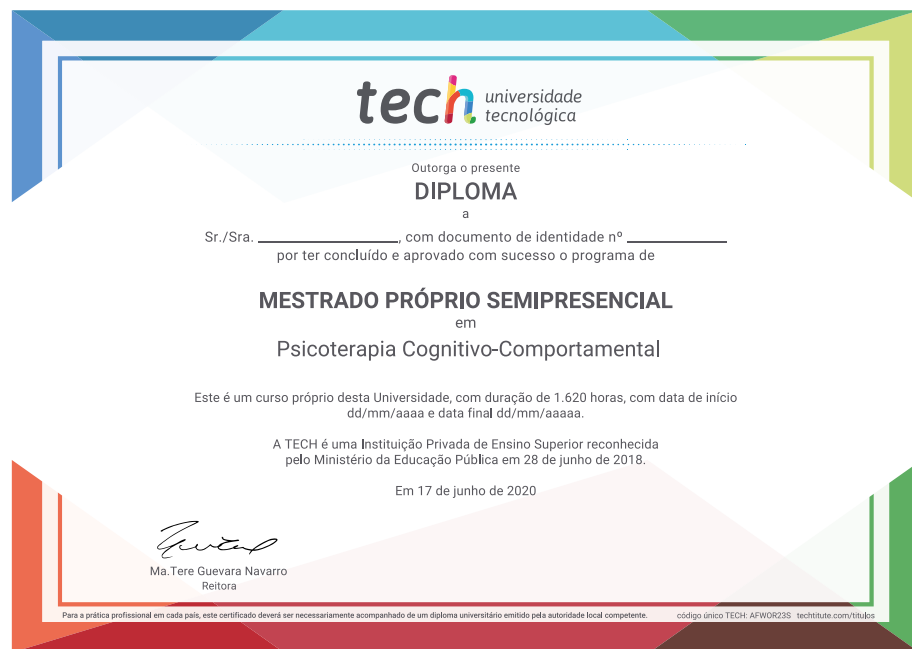 tech universidade
tecnológica
Outorga o presente
DIPLOMA
a
Sr./Sra. ____________________, com documento de identidade nº ______________
por ter concluído e aprovado com sucesso o programa de
MESTRADO PRÓPRIO SEMIPRESENCIAL
em
Psicoterapia Cognitivo-Comportamental
Este é um curso próprio desta Universidade, com duração de 1.620 horas, com data de início
dd/mm/aaaa e data final dd/mm/aaaaa.
A TECH é uma Instituição Privada de Ensino Superior reconhecida
pelo Ministério da Educação Pública em 28 de junho de 2018.
Em 17 de junho de 2020
Ma.Tere Guevara Navarro
Reitora
Para a prática profissional em cada país, este certificado deverá ser necessariamente acompanhado de um diploma universitário emitido pela autoridade local competente. código único TECH: AFWOR23S techtitute.com/titulos